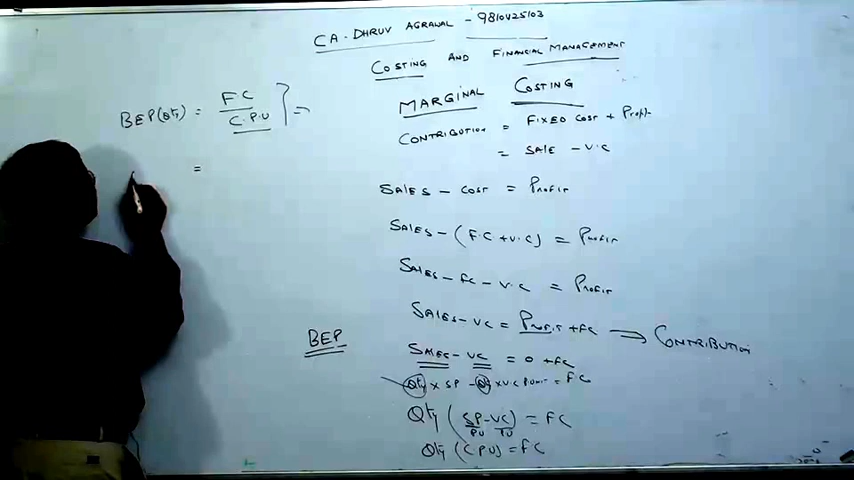 CA. DHRUV AGRAWAL - 9810425103
COSTING AND FINANCIAL MANAGEMENT
MARGINAL COSTING
BEP(Qty) = F.C / C.P.U } =
=
CONTRIBUTION = FIXED COST + Profit
= SALE - V.C
SALES - COST = Profit
SALES - (F.C + V.C) = Profit
SALES - FC - V.C = Profit
SALES - VC = Profit + FC ⟹ CONTRIBUTION
BEP
SALES - VC = 0 + FC
Qty x SP - Qty x V.C P.UNIT = FC
Qty (SP/PU - VC/PU) = FC
Qty (CPU) = FC